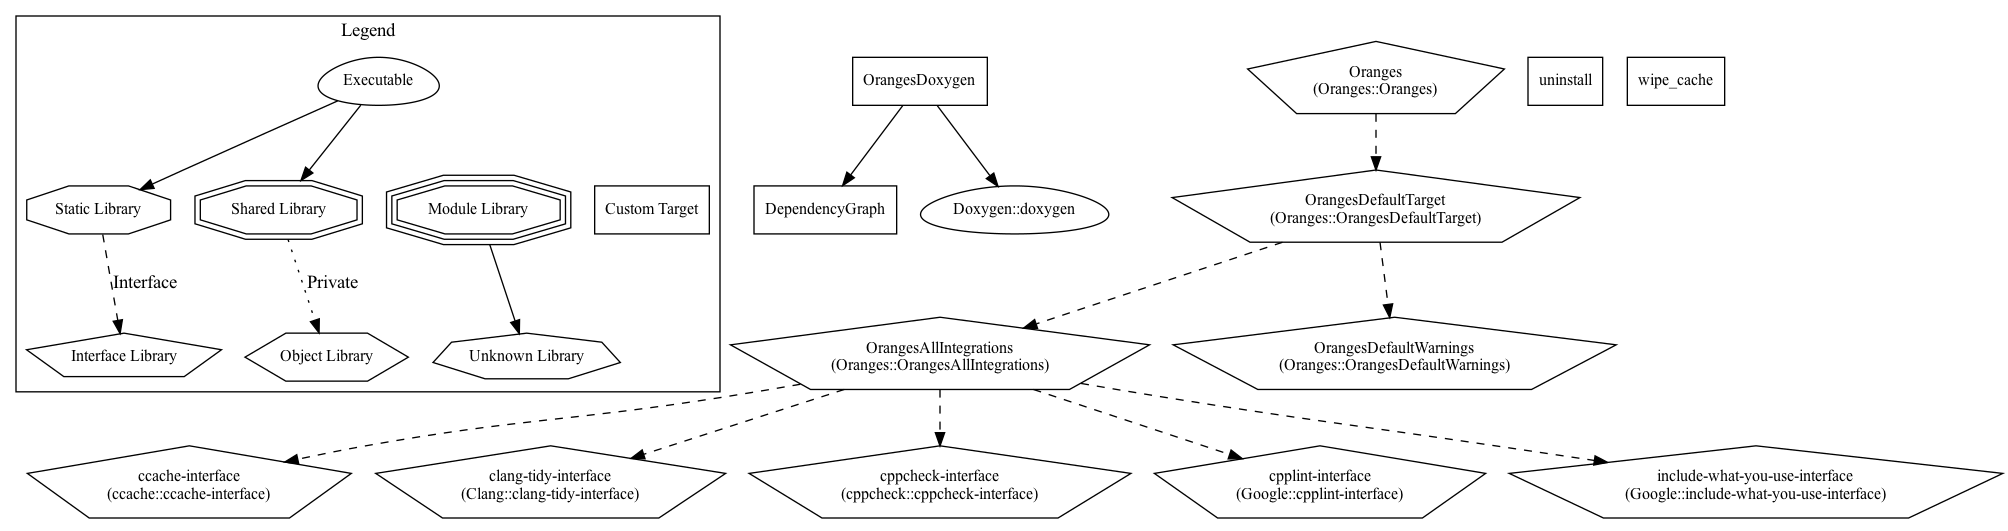 Legend
Executable
OrangesDoxygen
Oranges
(Oranges::Oranges)
uninstall
wipe_cache
Static Library
Shared Library
Module Library
Custom Target
DependencyGraph
Doxygen::doxygen
OrangesDefaultTarget
(Oranges::OrangesDefaultTarget)
Interface
Private
Interface Library
Object Library
Unknown Library
OrangesAllIntegrations
(Oranges::OrangesAllIntegrations)
OrangesDefaultWarnings
(Oranges::OrangesDefaultWarnings)
ccache-interface
(ccache::ccache-interface)
clang-tidy-interface
(Clang::clang-tidy-interface)
cppcheck-interface
(cppcheck::cppcheck-interface)
cpplint-interface
(Google::cpplint-interface)
include-what-you-use-interface
(Google::include-what-you-use-interface)